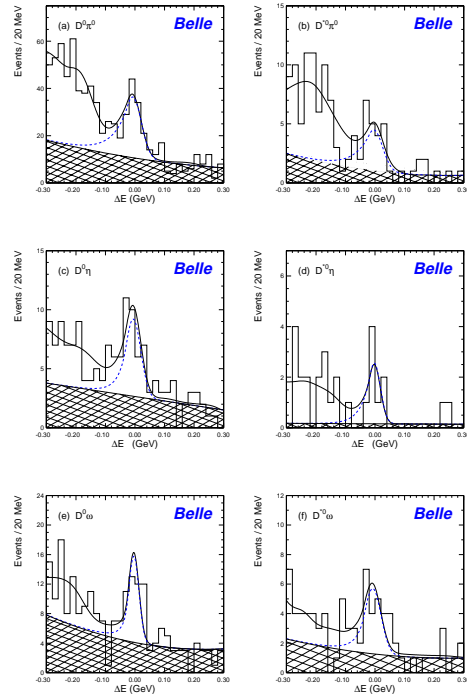 (a) D⁰π⁰ Belle
Events / 20 MeV
60
40
20
0
-0.30 -0.20 -0.10 0.00 0.10 0.20 0.30
ΔE (GeV)
(b) D*⁰π⁰ Belle
Events / 20 MeV
15
10
5
0
-0.30 -0.20 -0.10 0.00 0.10 0.20 0.30
ΔE (GeV)
(c) D⁰η Belle
Events / 20 MeV
15
10
5
0
-0.30 -0.20 -0.10 0.00 0.10 0.20 0.30
ΔE (GeV)
(d) D*⁰η Belle
Events / 20 MeV
6
4
2
0
-0.30 -0.20 -0.10 0.00 0.10 0.20 0.30
ΔE (GeV)
(e) D⁰ω Belle
Events / 20 MeV
24
20
16
12
8
4
0
-0.30 -0.20 -0.10 0.00 0.10 0.20 0.30
ΔE (GeV)
(f) D*⁰ω Belle
Events / 20 MeV
12
10
8
6
4
2
0
-0.30 -0.20 -0.10 0.00 0.10 0.20 0.30
ΔE (GeV)